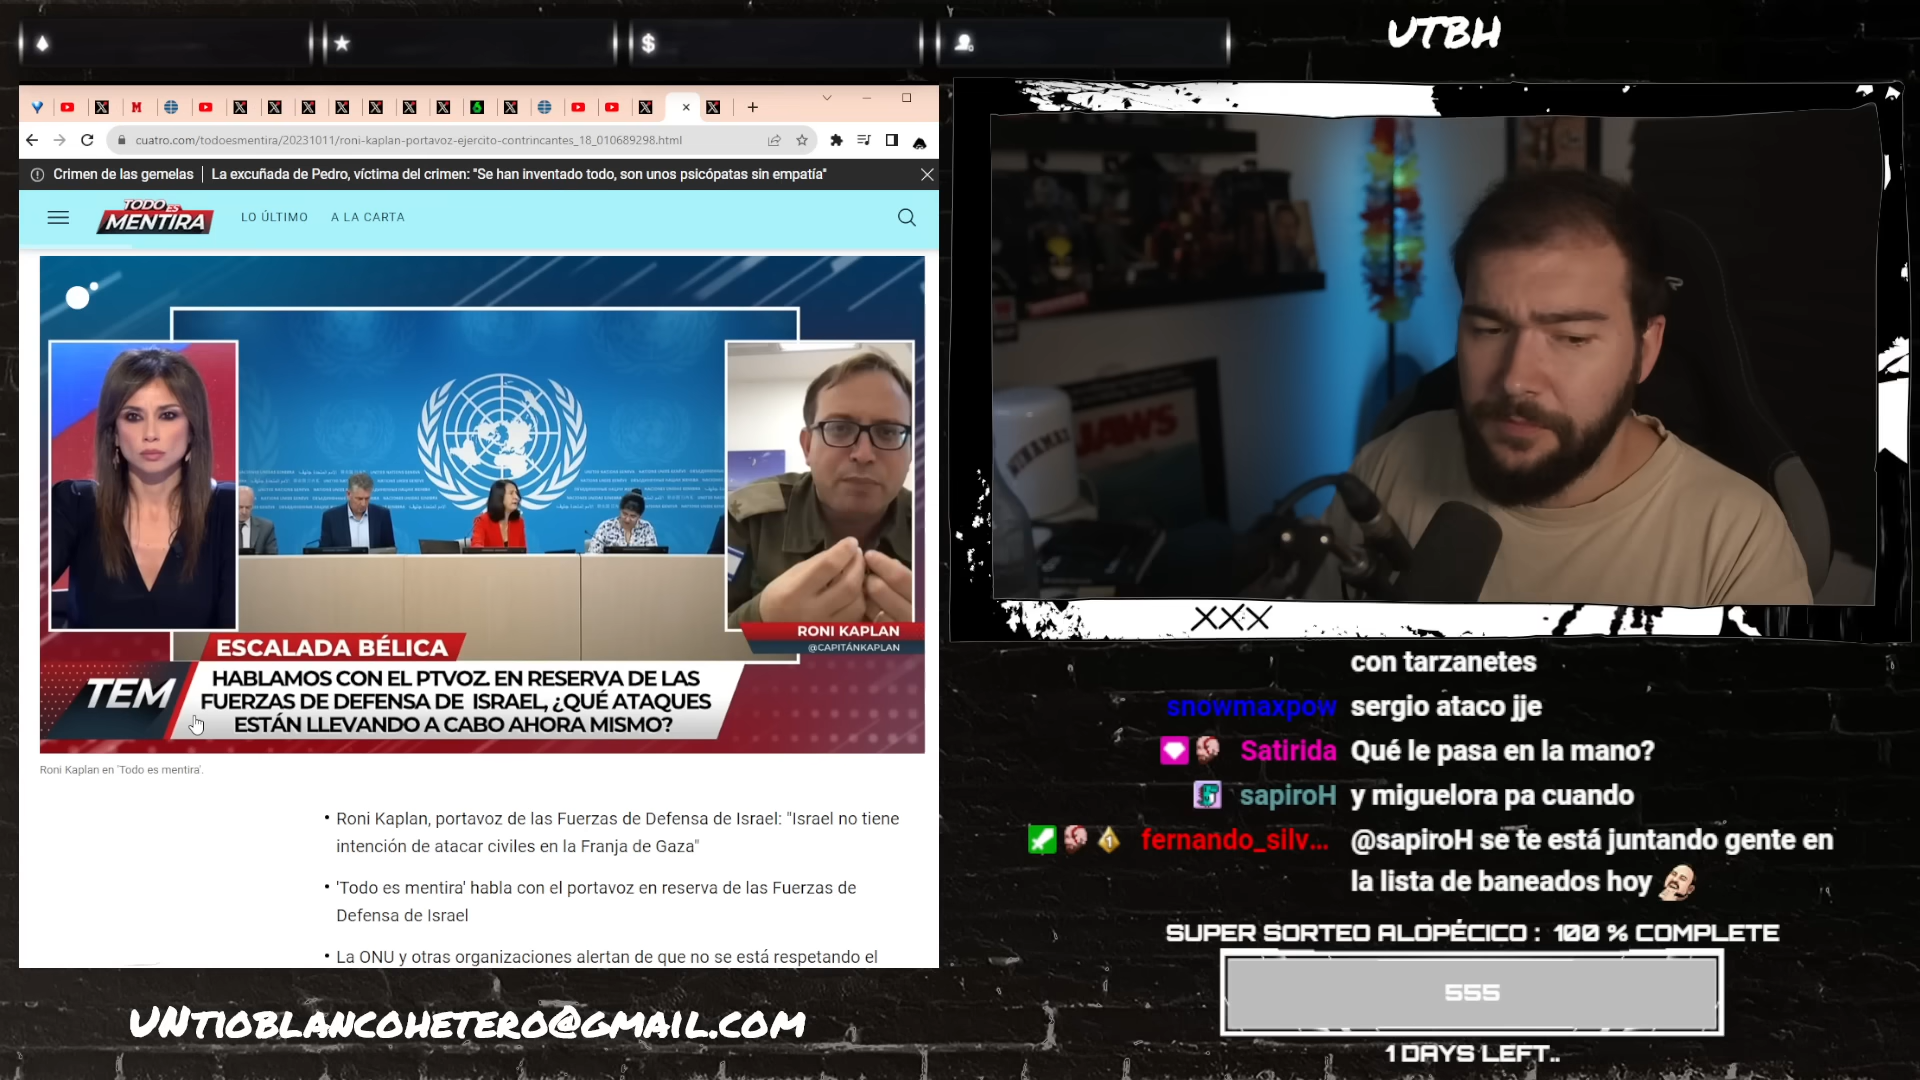 UTBH
cuatro.com/todoesmentira/20231011/roni-kaplan-portavoz-ejercito-contrincantes_18_010689298.html
Crimen de las gemelas | La excuñada de Pedro, víctima del crimen: "Se han inventado todo, son unos psicópatas sin empatía"
TODO ES
MENTIRA
LO ÚLTIMO
A LA CARTA
RONI KAPLAN
@CAPITÁNKAPLAN
ESCALADA BÉLICA
TEM
HABLAMOS CON EL PTVOZ. EN RESERVA DE LAS
FUERZAS DE DEFENSA DE ISRAEL, ¿QUÉ ATAQUES
ESTÁN LLEVANDO A CABO AHORA MISMO?
Roni Kaplan en 'Todo es mentira'.
• Roni Kaplan, portavoz de las Fuerzas de Defensa de Israel: "Israel no tiene
intención de atacar civiles en la Franja de Gaza"
• 'Todo es mentira' habla con el portavoz en reserva de las Fuerzas de
Defensa de Israel
• La ONU y otras organizaciones alertan de que no se está respetando el
UNTIOBLANCOHETERO@GMAIL.COM
MIRAMAX
JAWS
XXX
con tarzanetes
snowmaxpow sergio ataco jje
Satirida Qué le pasa en la mano?
sapiroH y miguelora pa cuando
fernando_silv... @sapiroH se te está juntando gente en
la lista de baneados hoy
SUPER SORTEO ALOPÉCICO : 100 % COMPLETE
555
1 DAYS LEFT..